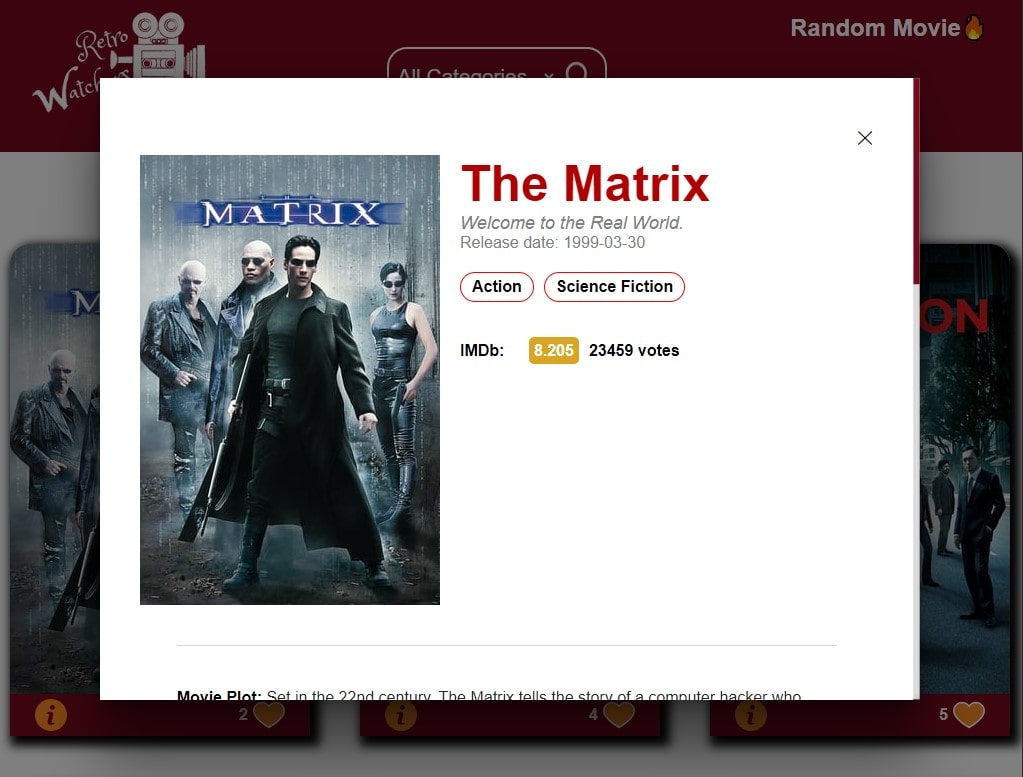 Retro
Watchers
Random Movie🔥
All Categories
The Matrix
Welcome to the Real World.
Release date: 1999-03-30
Action
Science Fiction
IMDb: 8.205 23459 votes
THE
MATRIX
M
ON
Movie Plot: Set in the 22nd century, The Matrix tells the story of a computer hacker who
i 2
i 4
i 5